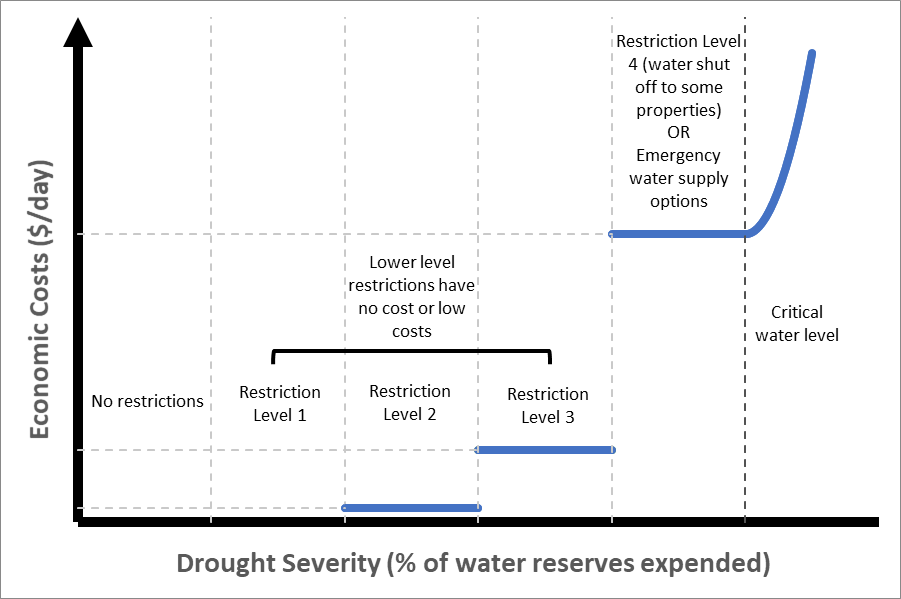 Economic Costs ($/day)
Restriction Level
4 (water shut
off to some
properties)
OR
Emergency
water supply
options
Lower level
restrictions have
no cost or low
costs
Critical
water level
No restrictions
Restriction
Level 1
Restriction
Level 2
Restriction
Level 3
Drought Severity (% of water reserves expended)